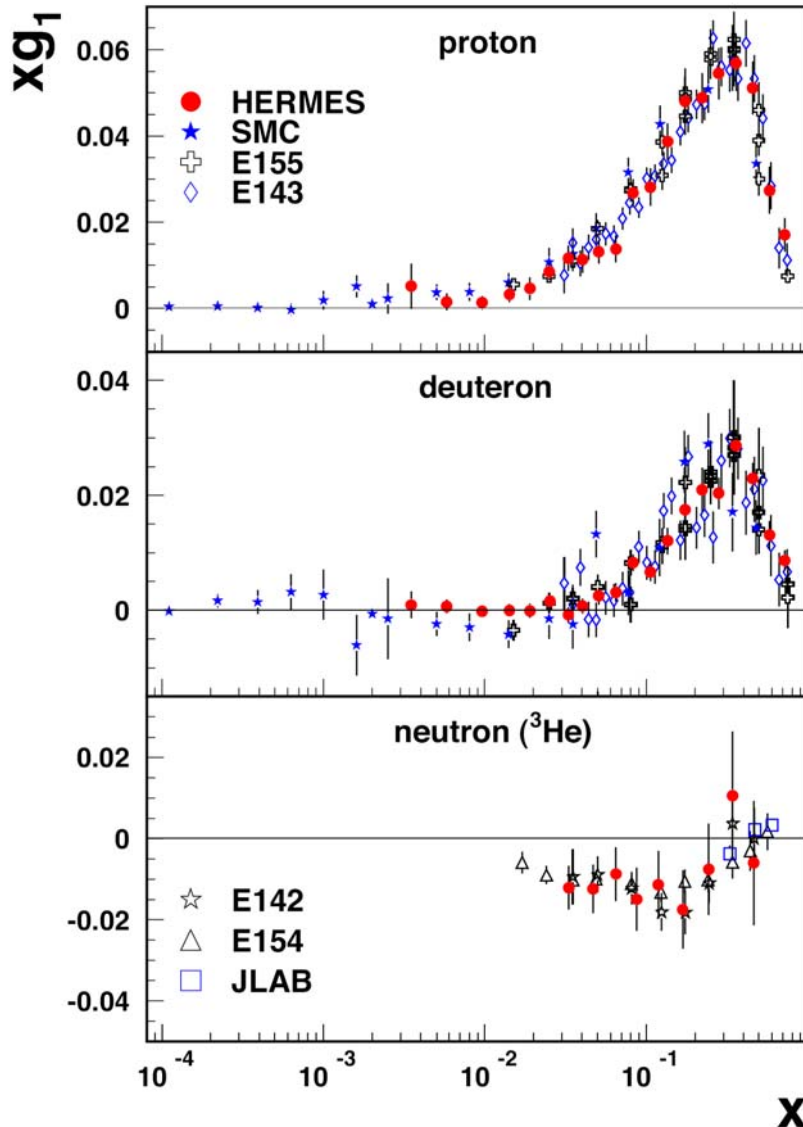 xg₁
proton
0.06
HERMES
SMC
0.04
E155
E143
0.02
0
deuteron
0.04
0.02
0
neutron (³He)
0.02
0
E142
-0.02
E154
JLAB
-0.04
10⁻⁴ 10⁻³ 10⁻² 10⁻¹
x